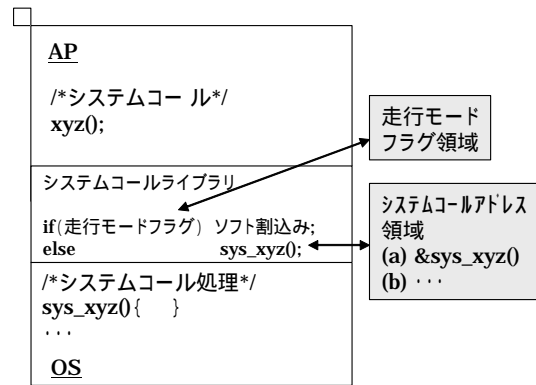 AP
/*システムコール*/
xyz();
システムコールライブラリ
if(走行モードフラグ) ソフト割込み;
else sys_xyz();
/*システムコール処理*/
sys_xyz(){ }
・・・
OS
走行モード
フラグ領域
ｼｽﾃﾑｺｰﾙｱﾄﾞﾚｽ
領域
(a) &sys_xyz()
(b) ・・・